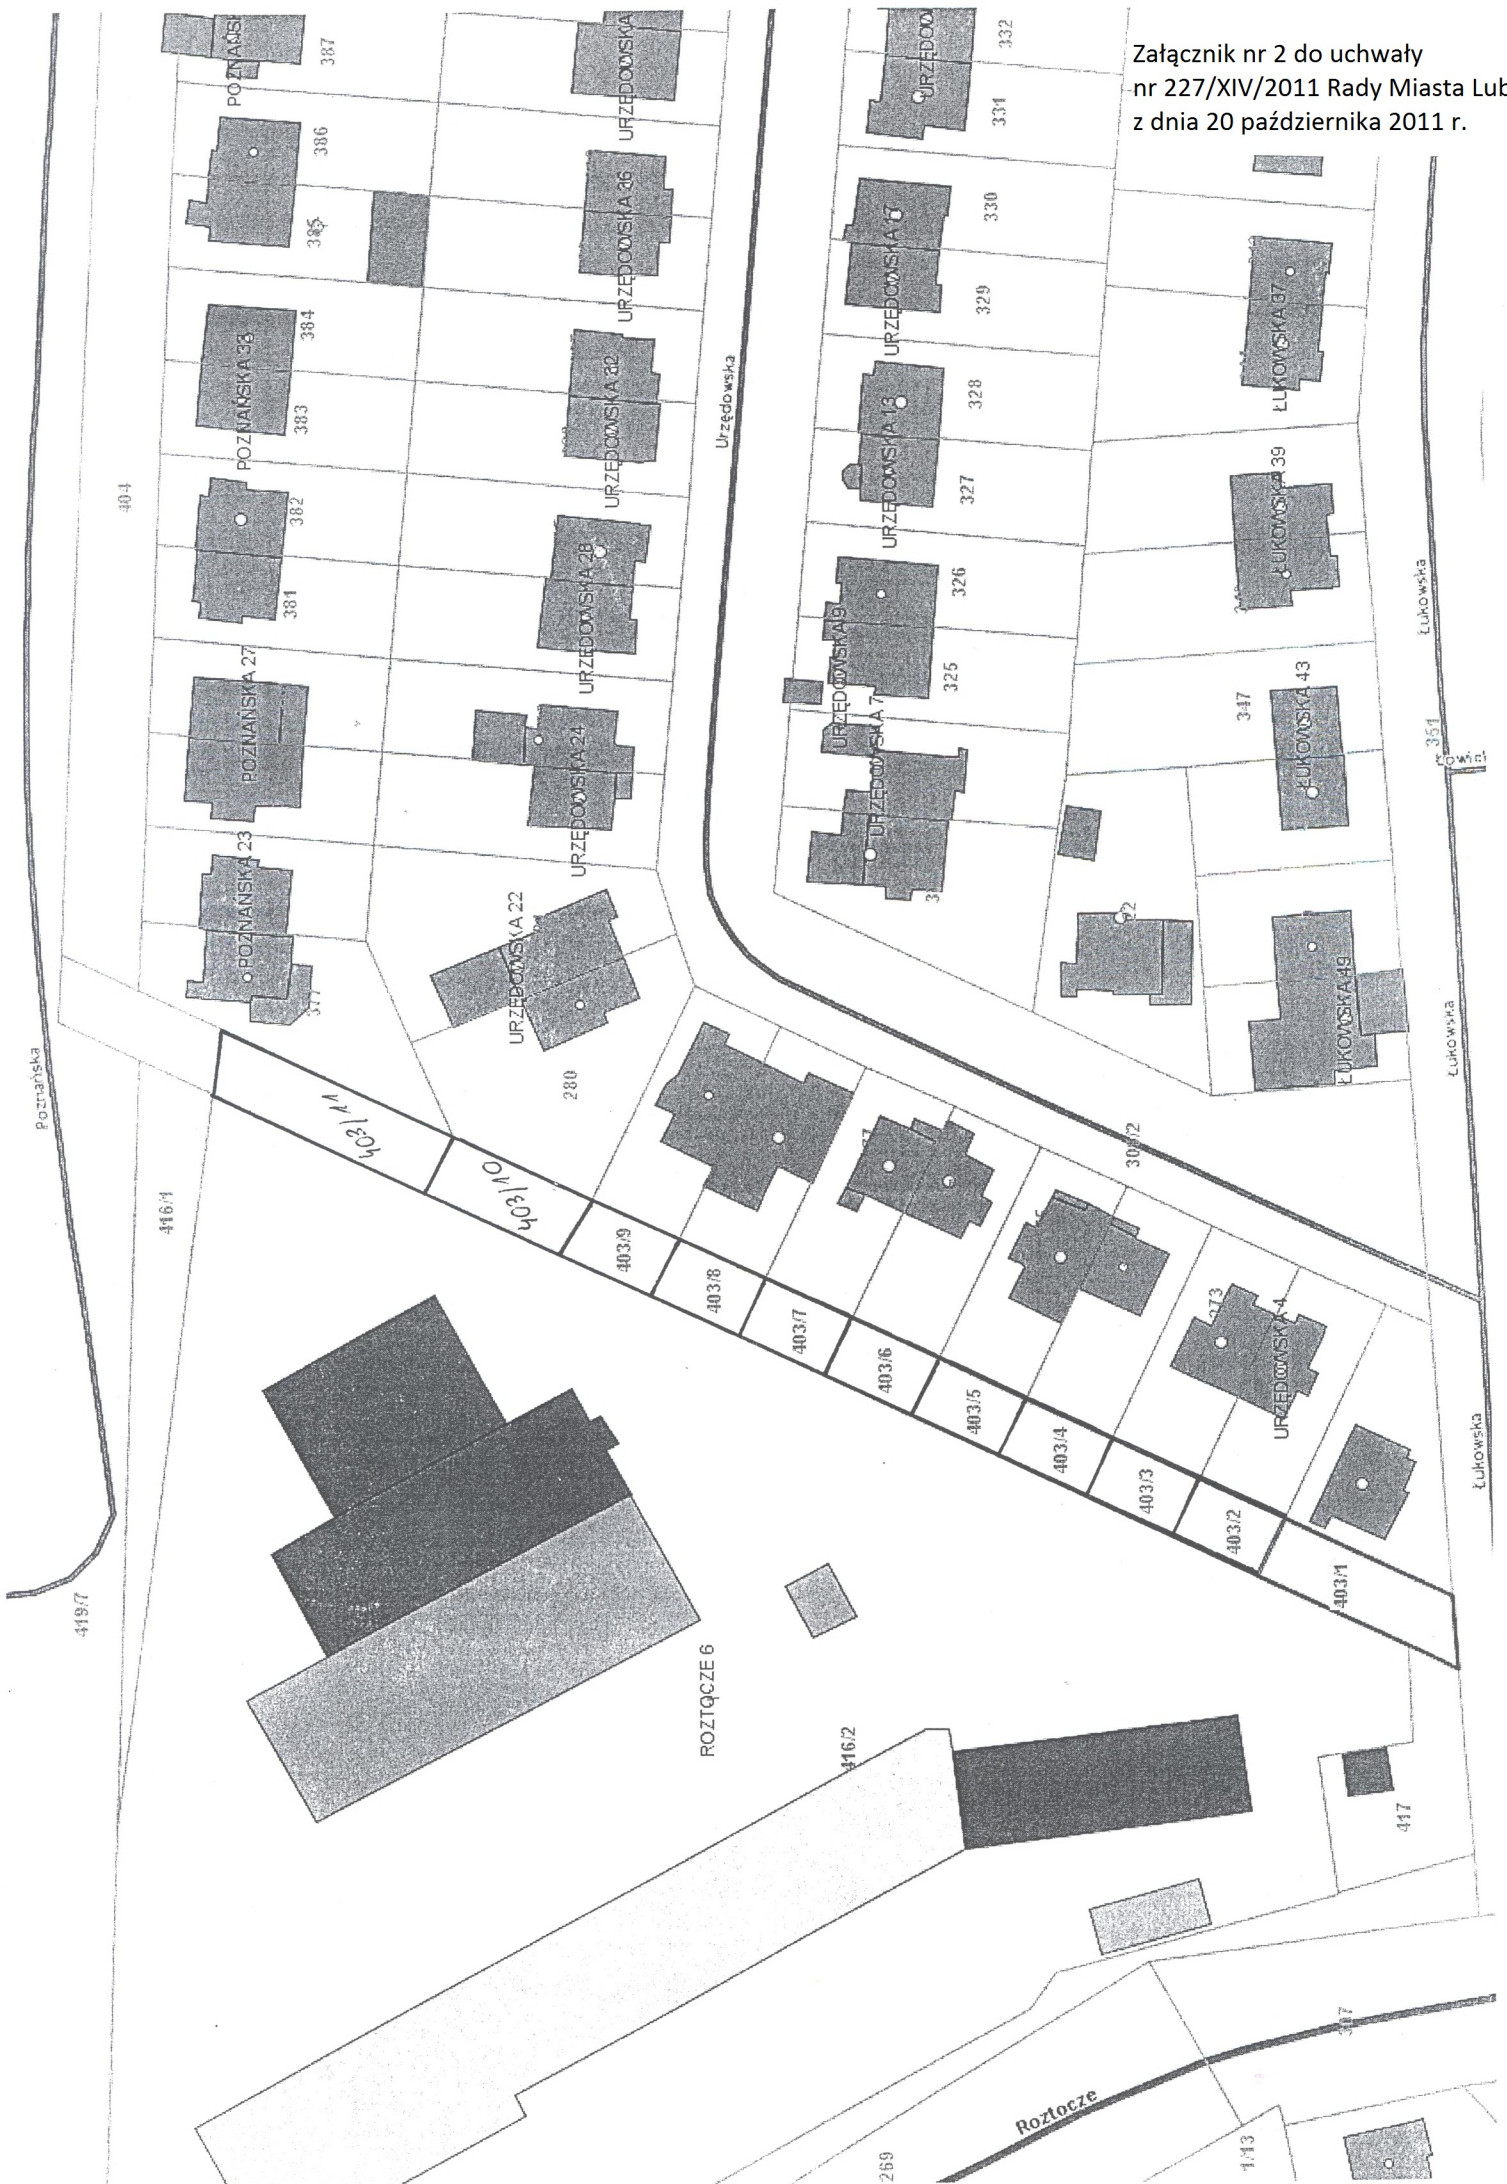 Załącznik nr 2 do uchwały
nr 227/XIV/2011 Rady Miasta Lub
z dnia 20 października 2011 r.
387
386
385
384
383
382
381
404
POZNAŃSKA 33
POZNAŃSKA 27
POZNAŃSKA 23
377
URZĘDOWSKA
URZĘDOWSKA 36
URZĘDOWSKA 32
URZĘDOWSKA 28
URZĘDOWSKA 24
URZĘDOWSKA 22
280
Urzędowska
332
331
330
329
328
327
326
325
URZĘDOWSKA 17
URZĘDOWSKA 13
URZĘDOWSKA 9
URZĘDOWSKA 7
ŁUKOWSKA 37
ŁUKOWSKA 39
ŁUKOWSKA 43
ŁUKOWSKA 49
347
351
Łukowska
Łukowska
Łukowska
Poznańska
416/1
419/7
403/11
403/10
403/9
403/8
403/7
403/6
403/5
403/4
403/3
403/2
403/1
273
URZĘDOWSKA 4
ROZTOCZE 6
416/2
417
Roztocze
269
1/13